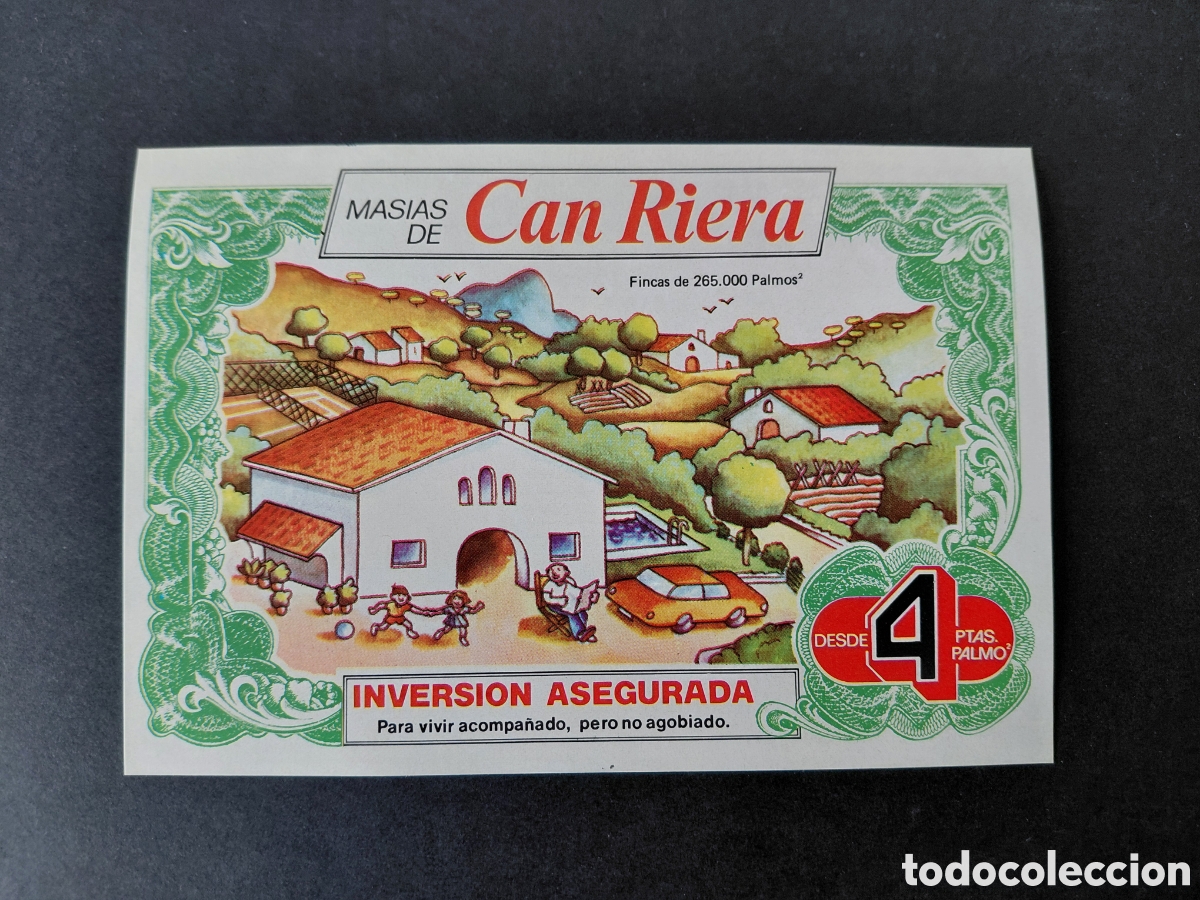 MASIAS
DE
Can Riera
Fincas de 265.000 Palmos²
DESDE
4
PTAS.
PALMO²
INVERSION ASEGURADA
Para vivir acompañado, pero no agobiado.
todocoleccion